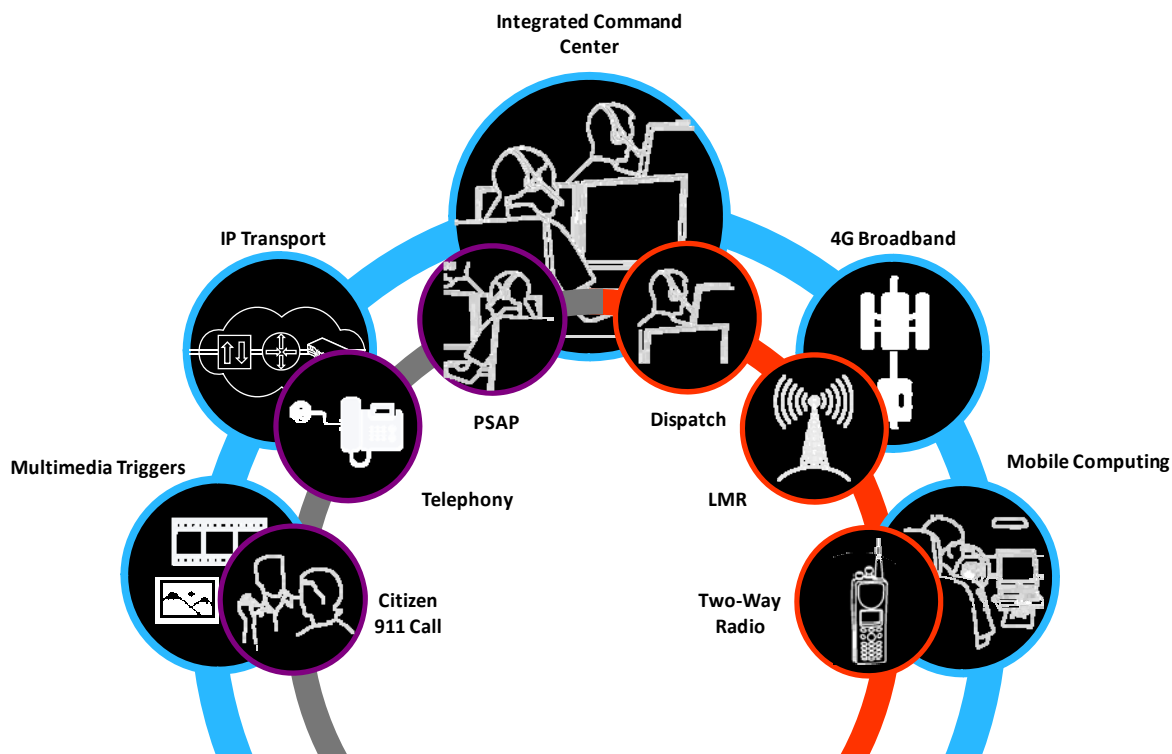 Integrated Command
Center
IP Transport
4G Broadband
PSAP
Dispatch
Multimedia Triggers
Mobile Computing
Telephony
LMR
Citizen
911 Call
Two-Way
Radio